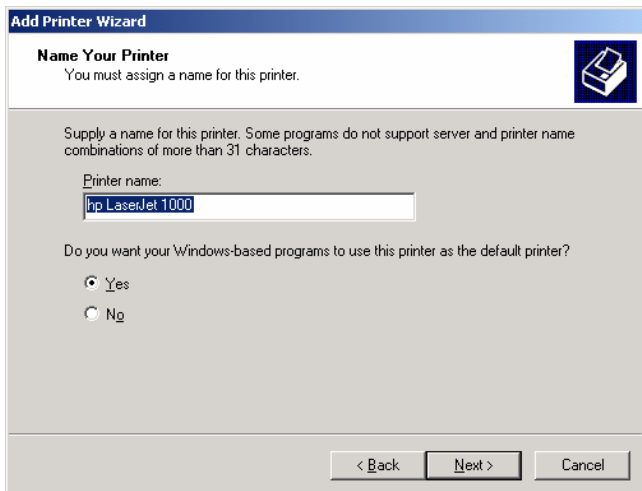 Add Printer Wizard
Name Your Printer
You must assign a name for this printer.
Supply a name for this printer. Some programs do not support server and printer name
combinations of more than 31 characters.
Printer name:
hp LaserJet 1000
Do you want your Windows-based programs to use this printer as the default printer?
Yes
No
< Back Next > Cancel